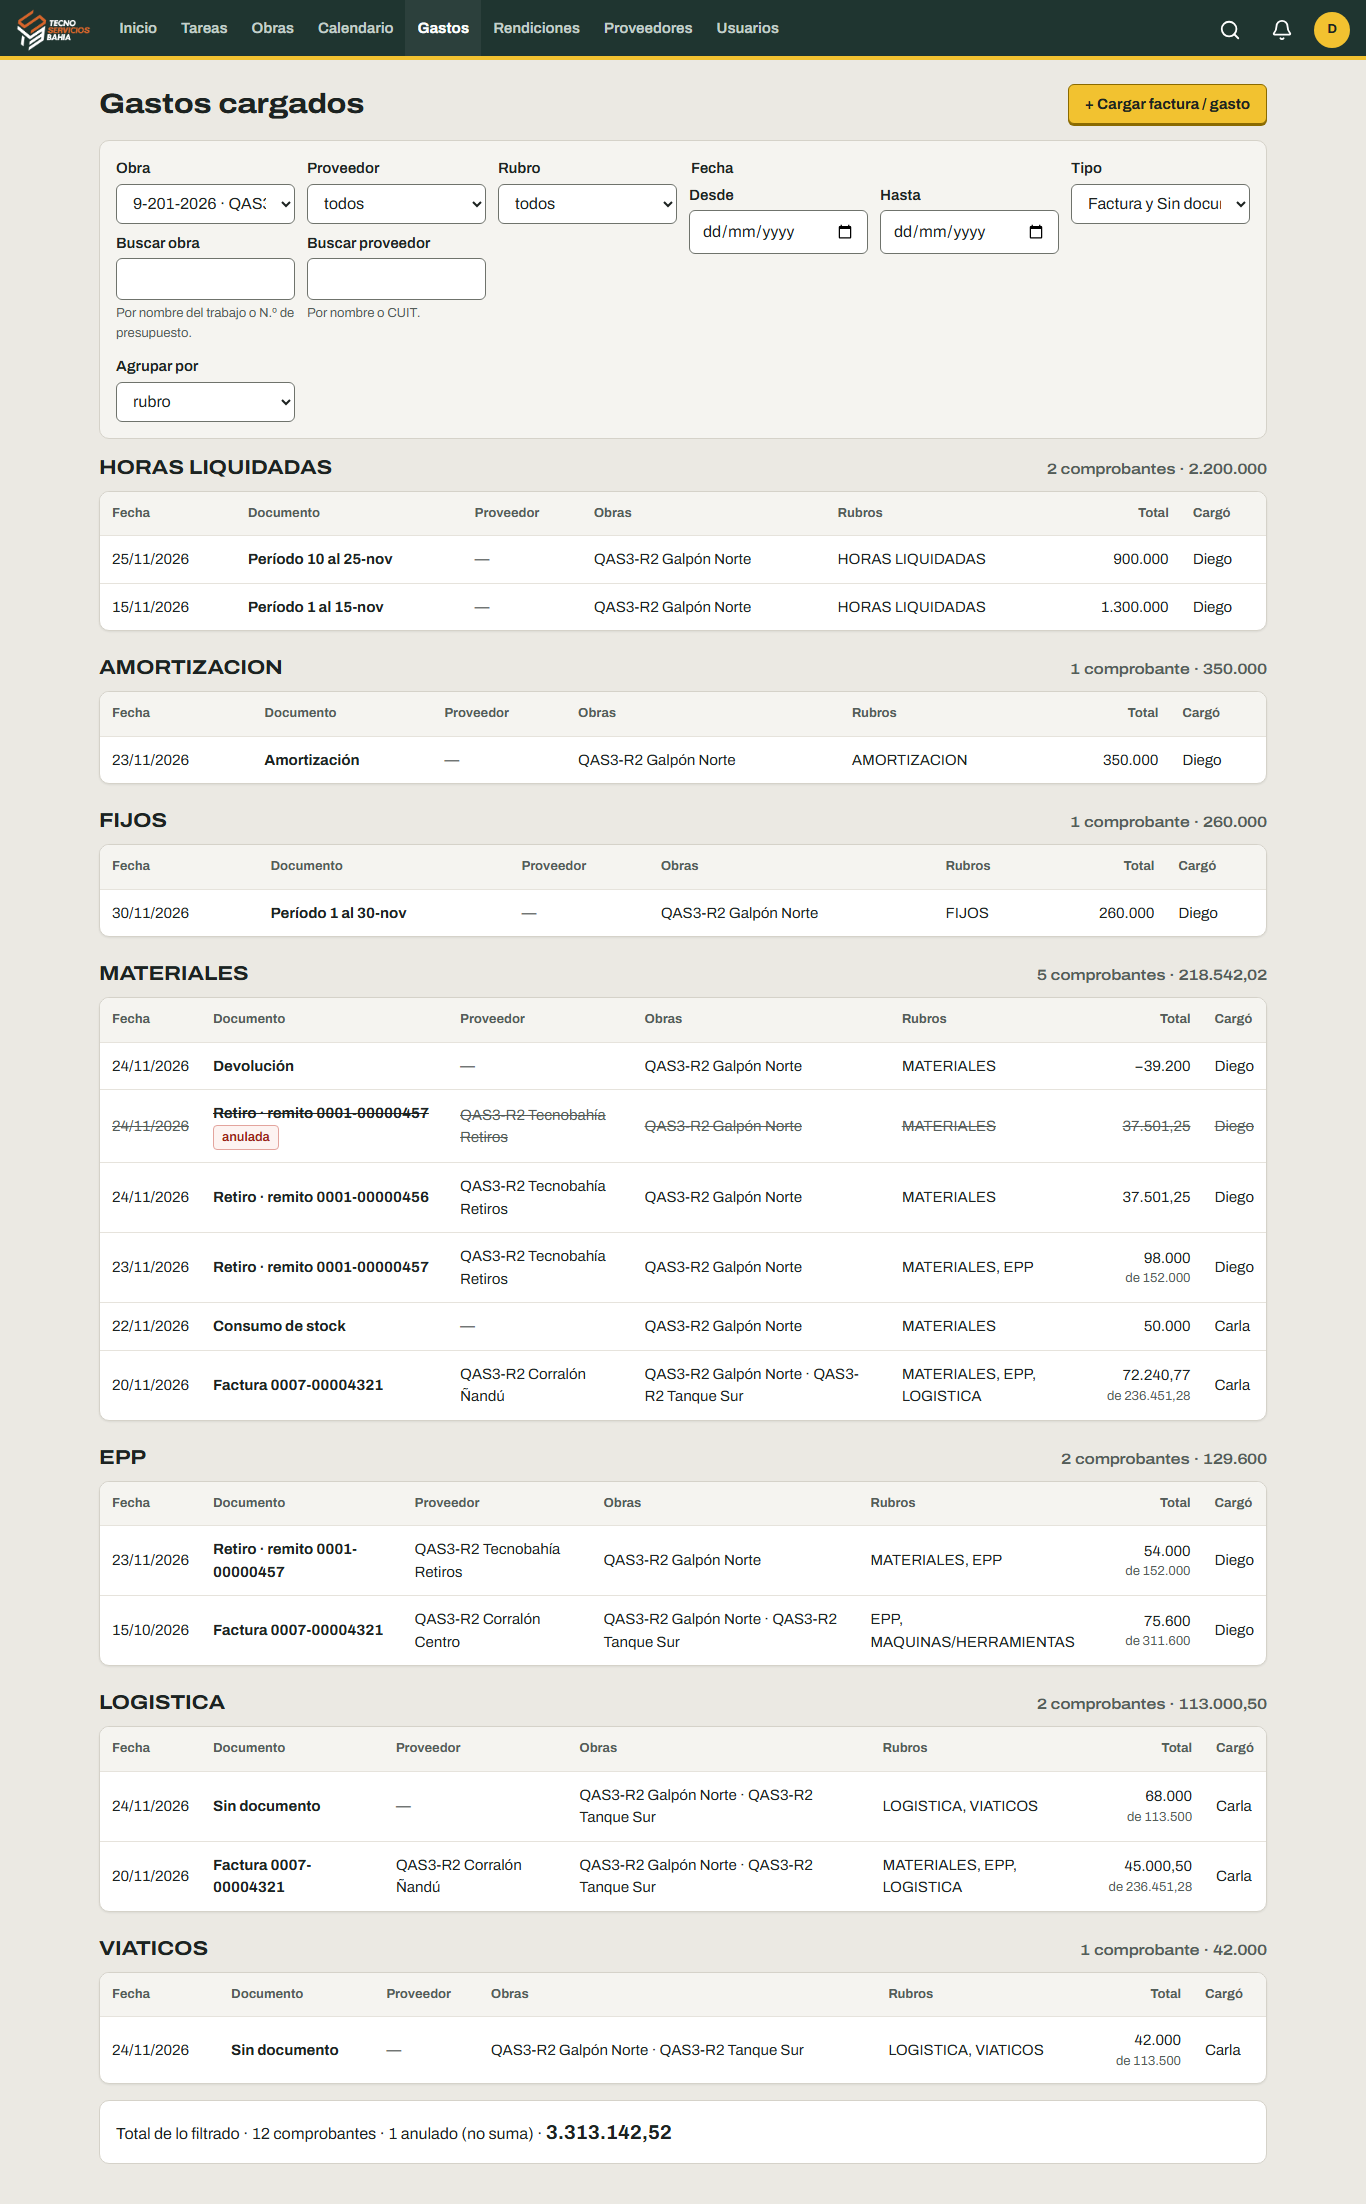 TECNO
SERVICIOS
BAHIA
Inicio
Tareas
Obras
Calendario
Gastos
Rendiciones
Proveedores
Usuarios
D
Gastos cargados
+ Cargar factura / gasto
Obra Proveedor Rubro Fecha Tipo
Desde Hasta
9-201-2026 · QAS: todos todos dd/mm/yyyy dd/mm/yyyy Factura y Sin docu
Buscar obra Buscar proveedor
Por nombre del trabajo o N.º de
presupuesto.
Por nombre o CUIT.
Agrupar por
rubro
HORAS LIQUIDADAS 2 comprobantes · 2.200.000
Fecha Documento Proveedor Obras Rubros Total Cargó
25/11/2026 Período 10 al 25-nov — QAS3-R2 Galpón Norte HORAS LIQUIDADAS 900.000 Diego
15/11/2026 Período 1 al 15-nov — QAS3-R2 Galpón Norte HORAS LIQUIDADAS 1.300.000 Diego
AMORTIZACION 1 comprobante · 350.000
Fecha Documento Proveedor Obras Rubros Total Cargó
23/11/2026 Amortización — QAS3-R2 Galpón Norte AMORTIZACION 350.000 Diego
FIJOS 1 comprobante · 260.000
Fecha Documento Proveedor Obras Rubros Total Cargó
30/11/2026 Período 1 al 30-nov — QAS3-R2 Galpón Norte FIJOS 260.000 Diego
MATERIALES 5 comprobantes · 218.542,02
Fecha Documento Proveedor Obras Rubros Total Cargó
24/11/2026 Devolución — QAS3-R2 Galpón Norte MATERIALES −39.200 Diego
24/11/2026 Retiro · remito 0001-00000457 anulada QAS3-R2 Tecnobahía Retiros QAS3-R2 Galpón Norte MATERIALES 37.501,25 Diego
24/11/2026 Retiro · remito 0001-00000456 QAS3-R2 Tecnobahía Retiros QAS3-R2 Galpón Norte MATERIALES 37.501,25 Diego
23/11/2026 Retiro · remito 0001-00000457 QAS3-R2 Tecnobahía Retiros QAS3-R2 Galpón Norte MATERIALES, EPP 98.000 de 152.000 Diego
22/11/2026 Consumo de stock — QAS3-R2 Galpón Norte MATERIALES 50.000 Carla
20/11/2026 Factura 0007-00004321 QAS3-R2 Corralón Ñandú QAS3-R2 Galpón Norte · QAS3-R2 Tanque Sur MATERIALES, EPP, LOGISTICA 72.240,77 de 236.451,28 Carla
EPP 2 comprobantes · 129.600
Fecha Documento Proveedor Obras Rubros Total Cargó
23/11/2026 Retiro · remito 0001-00000457 QAS3-R2 Tecnobahía Retiros QAS3-R2 Galpón Norte MATERIALES, EPP 54.000 de 152.000 Diego
15/10/2026 Factura 0007-00004321 QAS3-R2 Corralón Centro QAS3-R2 Galpón Norte · QAS3-R2 Tanque Sur EPP, MAQUINAS/HERRAMIENTAS 75.600 de 311.600 Diego
LOGISTICA 2 comprobantes · 113.000,50
Fecha Documento Proveedor Obras Rubros Total Cargó
24/11/2026 Sin documento — QAS3-R2 Galpón Norte · QAS3-R2 Tanque Sur LOGISTICA, VIATICOS 68.000 de 113.500 Carla
20/11/2026 Factura 0007-00004321 QAS3-R2 Corralón Ñandú QAS3-R2 Galpón Norte · QAS3-R2 Tanque Sur MATERIALES, EPP, LOGISTICA 45.000,50 de 236.451,28 Carla
VIATICOS 1 comprobante · 42.000
Fecha Documento Proveedor Obras Rubros Total Cargó
24/11/2026 Sin documento — QAS3-R2 Galpón Norte · QAS3-R2 Tanque Sur LOGISTICA, VIATICOS 42.000 de 113.500 Carla
Total de lo filtrado · 12 comprobantes · 1 anulado (no suma) · 3.313.142,52